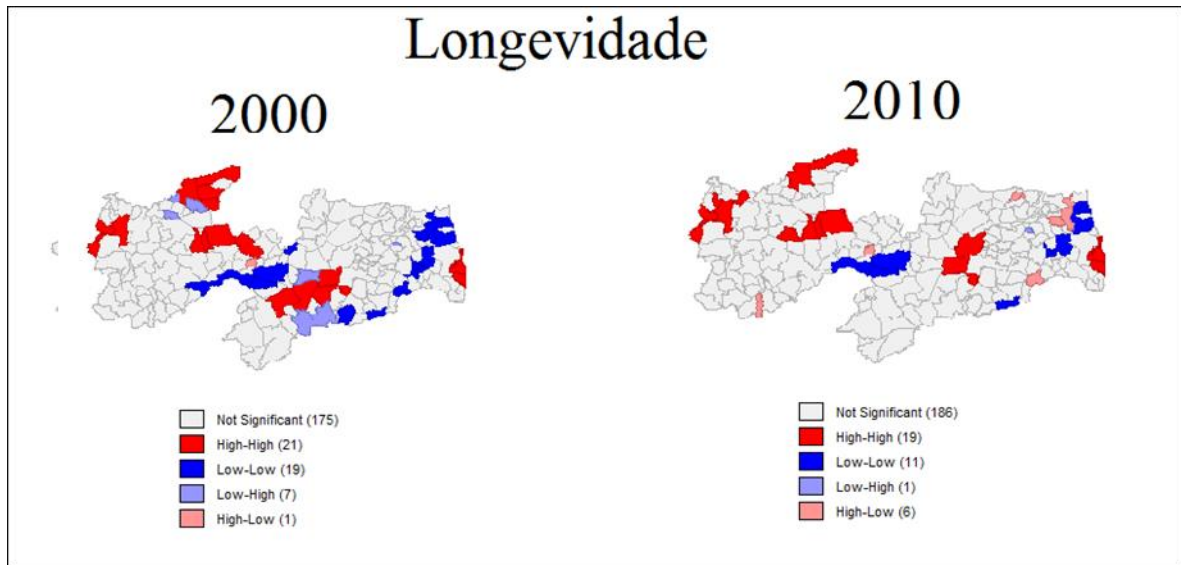 Longevidade
2000
2010
Not Significant (175)
High-High (21)
Low-Low (19)
Low-High (7)
High-Low (1)
Not Significant (186)
High-High (19)
Low-Low (11)
Low-High (1)
High-Low (6)